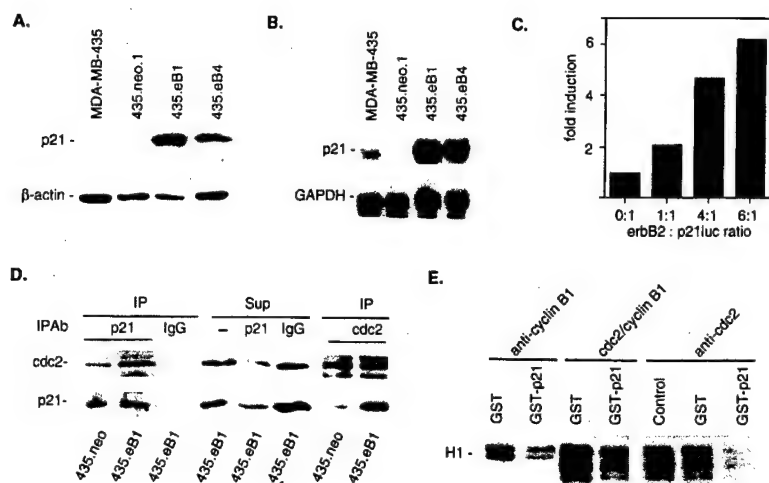 A.
MDA-MB-435
435.neo.1
435.eB1
435.eB4
p21 -
β-actin -
B.
MDA-MB-435
435.neo.1
435.eB1
435.eB4
p21 -
GAPDH -
C.
fold induction
6
4
2
0:1 1:1 4:1 6:1
erbB2 : p21luc ratio
D.
IP Sup IP
IPAb p21 IgG – p21 IgG cdc2
cdc2-
p21-
435.neo
435.eB1
435.eB1
435.eB1
435.eB1
435.eB1
435.neo
435.eB1
E.
anti-cyclin B1
cdc2/cyclin B1
anti-cdc2
GST
GST-p21
GST
GST-p21
Control
GST
GST-p21
H1 -